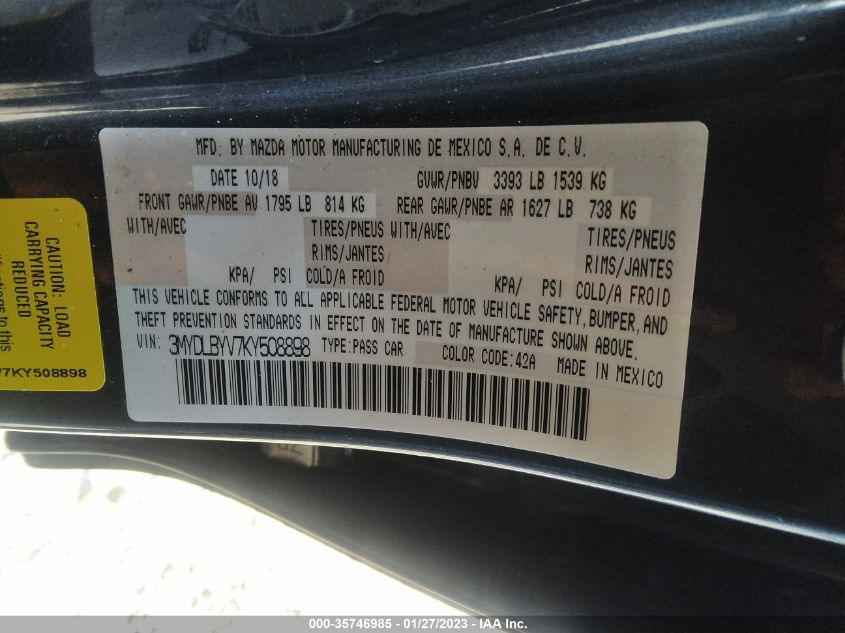 MFD. BY MAZDA MOTOR MANUFACTURING DE MEXICO S.A. DE C.V.
DATE 10/18 GVWR/PNBV 3393 LB 1539 KG
FRONT GAWR/PNBE AV 1795 LB 814 KG REAR GAWR/PNBE AR 1627 LB 738 KG
WITH/AVEC TIRES/PNEUS WITH/AVEC TIRES/PNEUS
RIMS/JANTES RIMS/JANTES
KPA/ PSI COLD/A FROID KPA/ PSI COLD/A FROID
THIS VEHICLE CONFORMS TO ALL APPLICABLE FEDERAL MOTOR VEHICLE SAFETY, BUMPER, AND
THEFT PREVENTION STANDARDS IN EFFECT ON THE DATE OF MANUFACTURE SHOWN ABOVE.
VIN: 3MYDLBYV7KY508898 TYPE:PASS CAR COLOR CODE:42A MADE IN MEXICO
CAUTION: LOAD
CARRYING CAPACITY
REDUCED
to this
V7KY508898
000-35746985 - 01/27/2023 - IAA Inc.